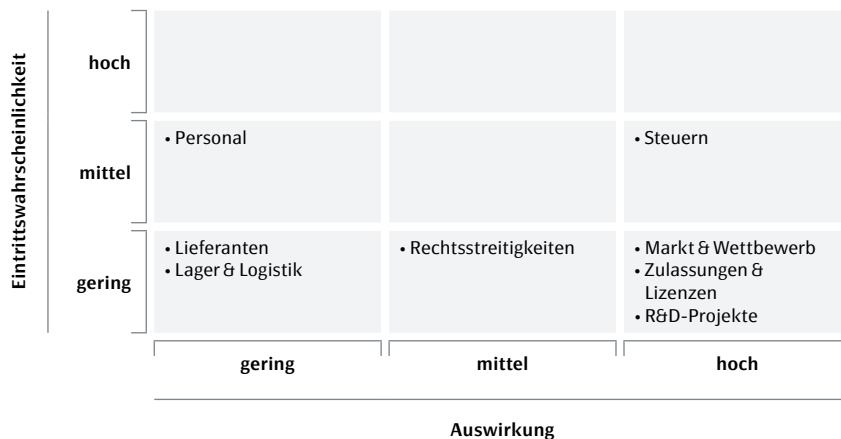 Eintrittswahrscheinlichkeit
hoch
mittel
• Personal
• Steuern
gering
• Lieferanten
• Lager & Logistik
• Rechtsstreitigkeiten
• Markt & Wettbewerb
• Zulassungen &
Lizenzen
• R&D-Projekte
gering
mittel
hoch
Auswirkung